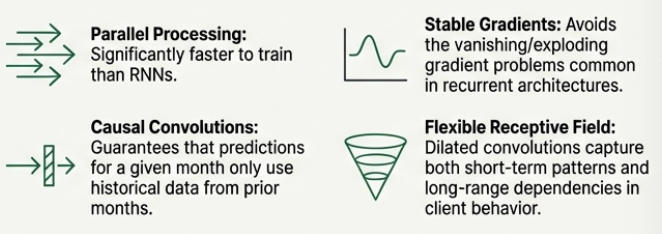 Parallel Processing:
Significantly faster to train
than RNNs.
Stable Gradients: Avoids
the vanishing/exploding
gradient problems common
in recurrent architectures.
Causal Convolutions:
Guarantees that predictions
for a given month only use
historical data from prior
months.
Flexible Receptive Field:
Dilated convolutions capture
both short-term patterns and
long-range dependencies in
client behavior.